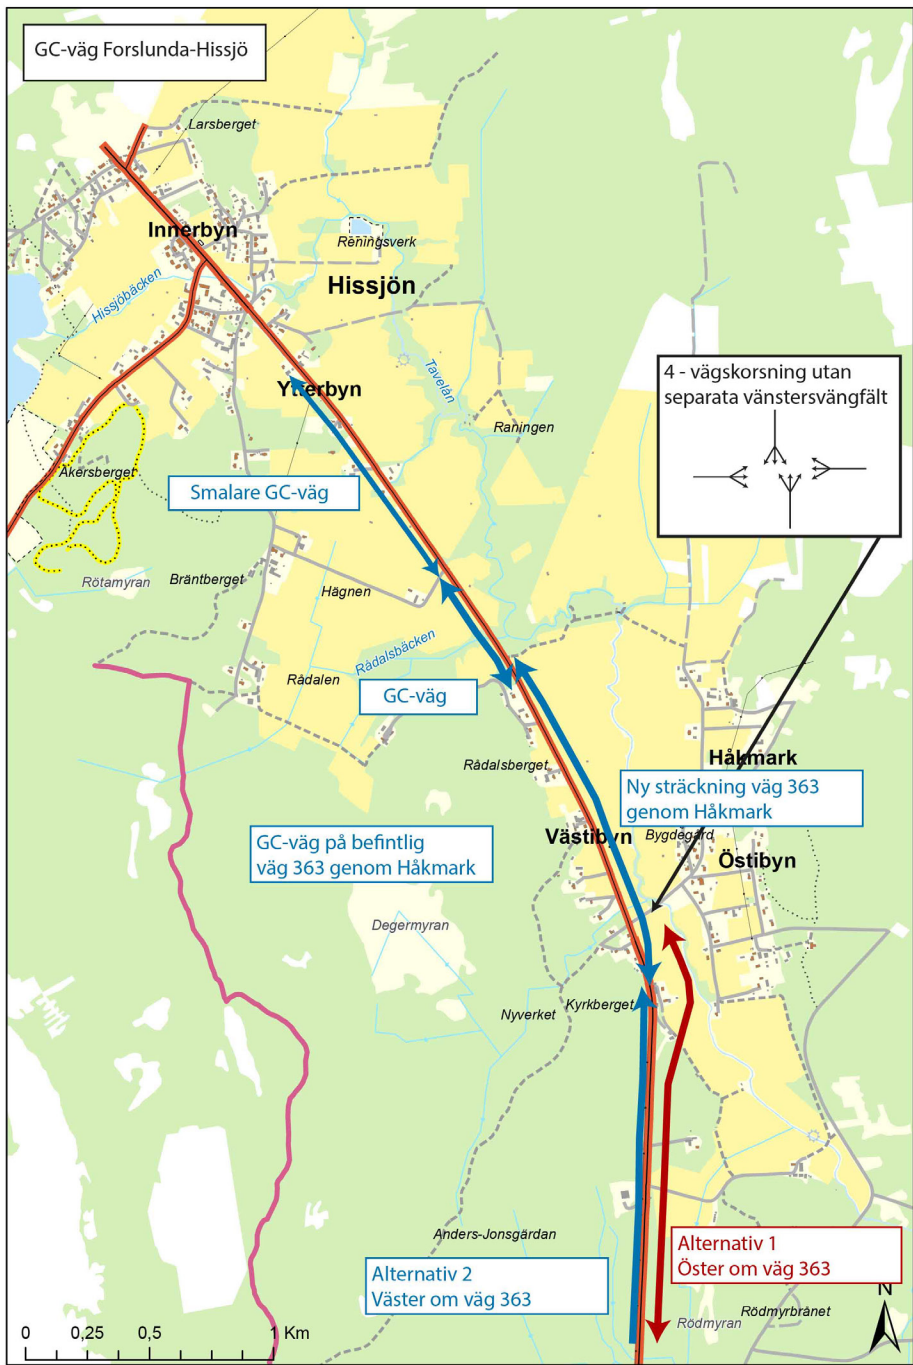 GC-väg Forslunda-Hissjö
Larsberget
Innerbyn
Reningsverk
Hissjöbäcken
Hissjön
Ytterbyn
Tavelån
4 - vägskorsning utan
separata vänstersvängfält
Raningen
Åkersberget
Smalare GC-väg
Rötamyran
Bräntberget
Hägnen
Rådalsbäcken
Rådalen
GC-väg
Rådalsberget
Håkmark
Ny sträckning väg 363
genom Håkmark
GC-väg på befintlig
väg 363 genom Håkmark
Västibyn
Bygdegård
Östibyn
Degermyran
Nyverket
Kyrkberget
Anders-Jonsgärdan
Alternativ 1
Öster om väg 363
Alternativ 2
Väster om väg 363
N
Rödmyran
Rödmyrbränet
0 0,25 0,5 1 Km